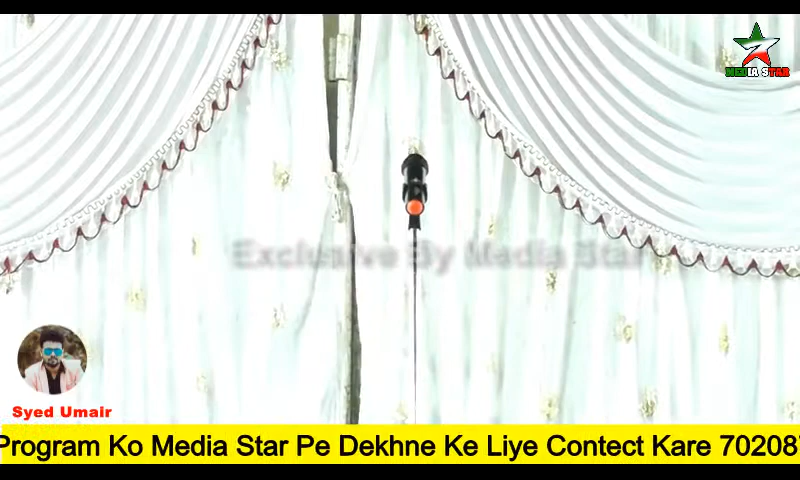 MEDIA STAR
Exclusive By Media Star
Syed Umair
Program Ko Media Star Pe Dekhne Ke Liye Contect Kare 70208